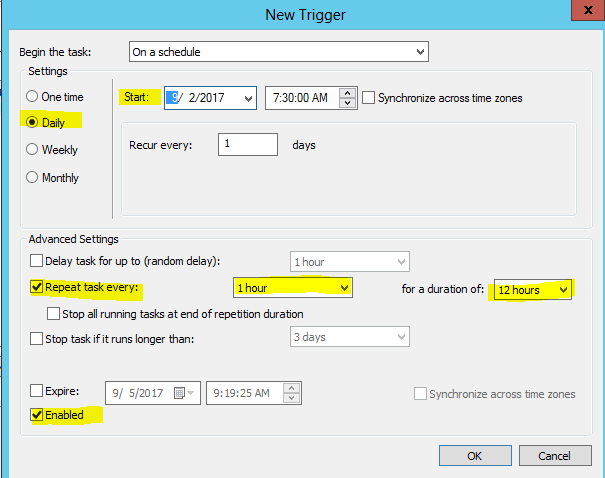 New Trigger
x
Begin the task: On a schedule
Settings
One time
Start: 9/ 2/2017 7:30:00 AM Synchronize across time zones
Daily
Recur every: 1 days
Weekly
Monthly
Advanced Settings
Delay task for up to (random delay): 1 hour
Repeat task every: 1 hour for a duration of: 12 hours
Stop all running tasks at end of repetition duration
Stop task if it runs longer than: 3 days
Expire: 9/ 5/2017 9:19:25 AM Synchronize across time zones
Enabled
OK Cancel